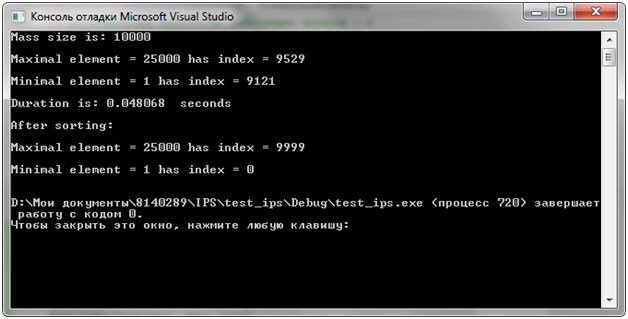 Консоль отладки Microsoft Visual Studio
Mass size is: 10000
Maximal element = 25000 has index = 9529
Minimal element = 1 has index = 9121
Duration is: 0.048068  seconds
After sorting:
Maximal element = 25000 has index = 9999
Minimal element = 1 has index = 0
D:\Мои документы\8140289\IPS\test_ips\Debug\test_ips.exe (процесс 720) завершает
 работу с кодом 0.
Чтобы закрыть это окно, нажмите любую клавишу: